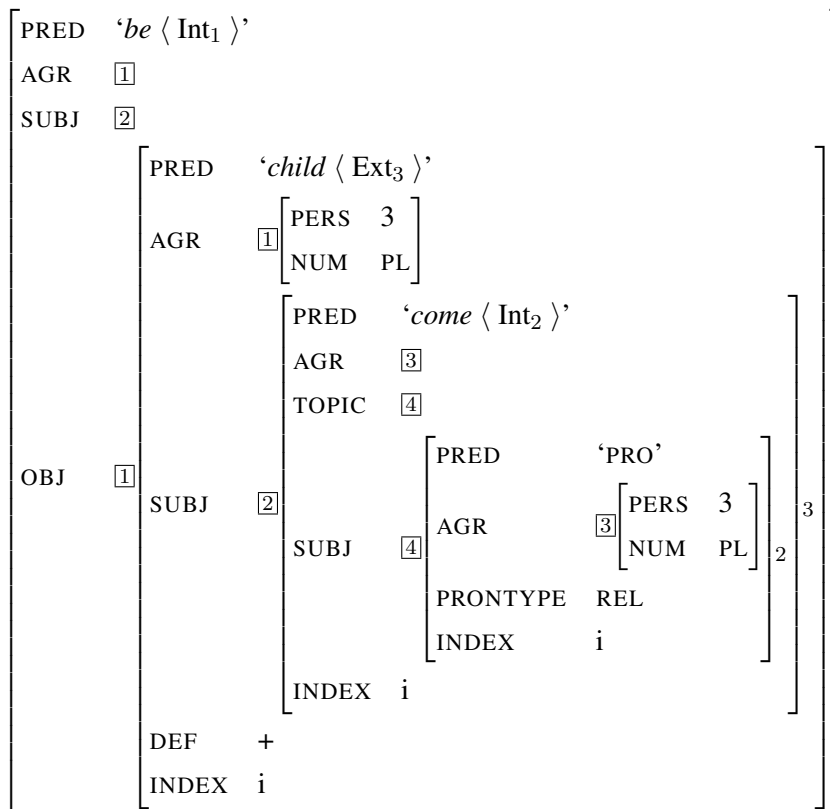 PRED ‘be ⟨ Int₁ ⟩’
AGR 1
SUBJ 2
PRED ‘child ⟨ Ext₃ ⟩’
AGR 1 PERS 3
NUM PL
PRED ‘come ⟨ Int₂ ⟩’
AGR 3
TOPIC 4
PRED ‘PRO’
OBJ 1 SUBJ 2 SUBJ 4 AGR 3 PERS 3
NUM PL 2 3
PRONTYPE REL
INDEX i
INDEX i
DEF +
INDEX i